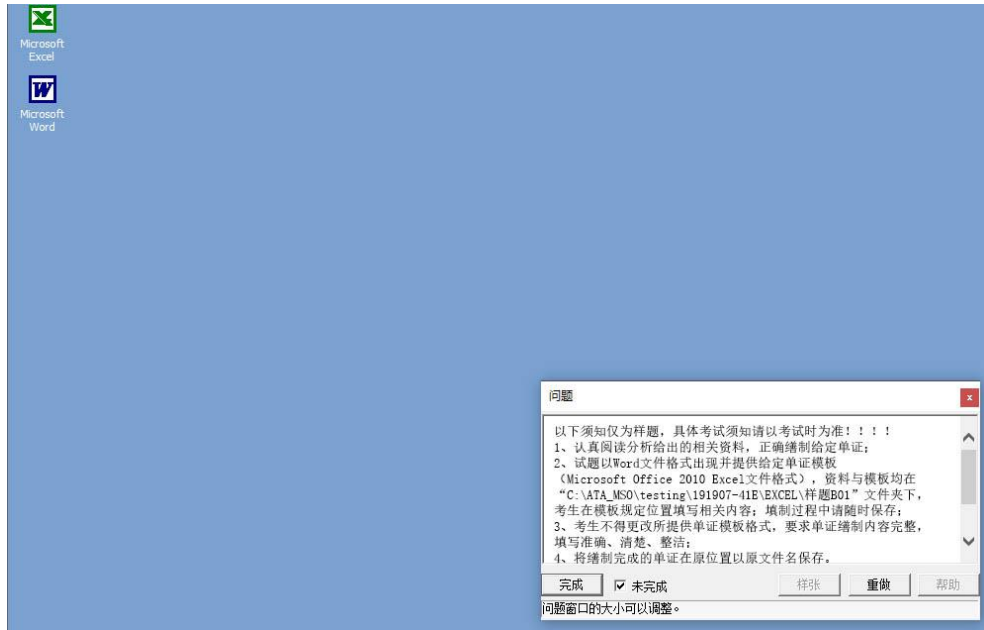 Microsoft
Excel
Microsoft
Word
问题
以下须知仅为样题，具体考试须知请以考试时为准！！！！
1、认真阅读分析给出的相关资料，正确缮制给定单证；
2、试题以Word文件格式出现并提供给定单证模板
（Microsoft Office 2010 Excel文件格式），资料与模板均在
“C:\ATA_MSO\testing\191907-41E\EXCEL\样题B01”文件夹下，
考生在模板规定位置填写相关内容；填制过程中请随时保存；
3、考生不得更改所提供单证模板格式，要求单证缮制内容完整，
填写准确、清楚、整洁；
4、将缮制完成的单证在原位置以原文件名保存。
完成 未完成 样张 重做 帮助
问题窗口的大小可以调整。